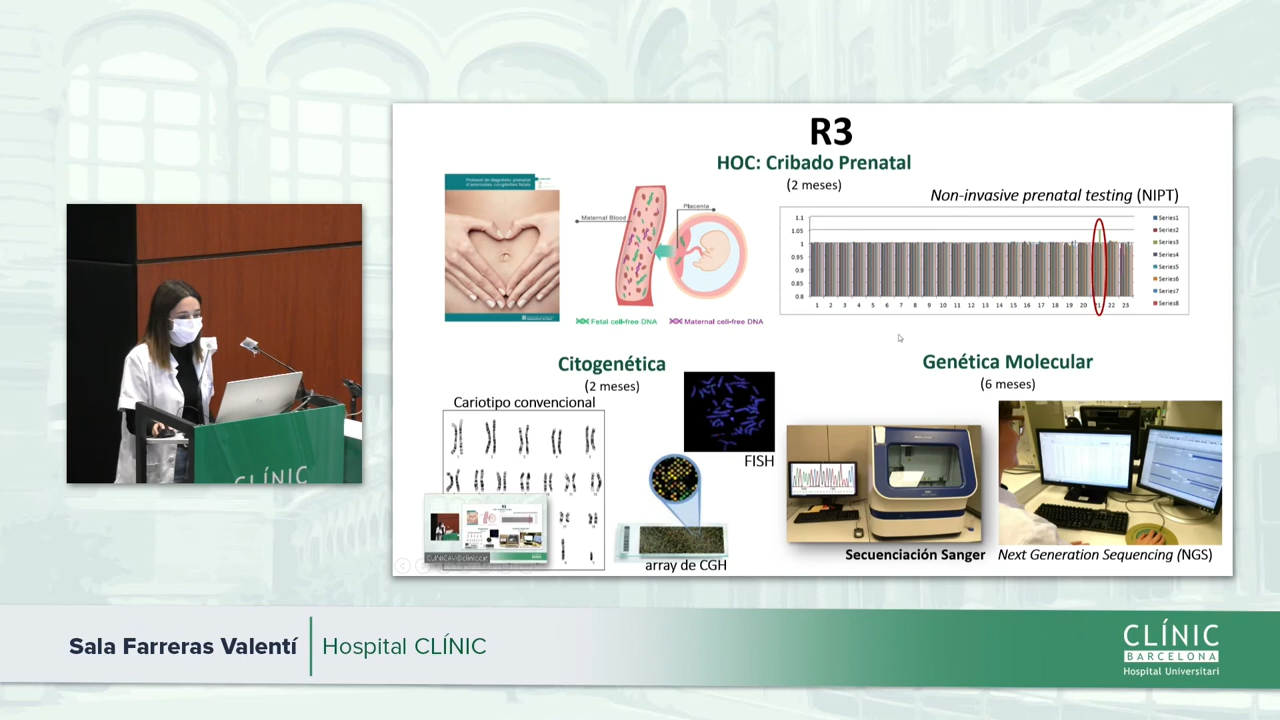 R3
HOC: Cribado Prenatal
(2 meses)
Non-invasive prenatal testing (NIPT)
Maternal Blood
Placenta
Fetal cell-free DNA
Maternal cell-free DNA
1.1
1.05
1
0.95
0.9
0.85
0.8
1 2 3 4 5 6 7 8 9 10 11 12 13 14 15 16 17 18 19 20 21 22 23
Series1
Series2
Series3
Series4
Series5
Series6
Series7
Series8
Citogenética
(2 meses)
Cariotipo convencional
FISH
array de CGH
Genética Molecular
(6 meses)
Secuenciación Sanger
Next Generation Sequencing (NGS)
CLÍNIC
Sala Farreras Valentí
Hospital CLÍNIC
CLÍNIC
BARCELONA
Hospital Universitari